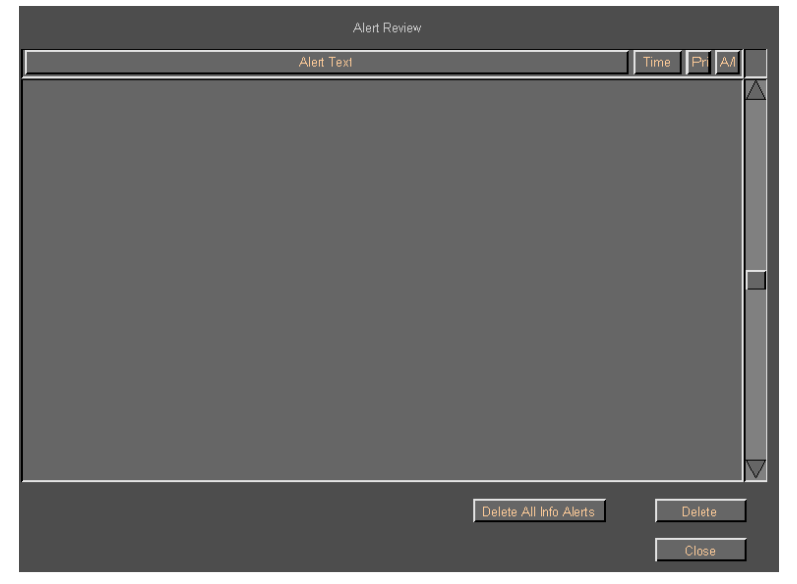 Alert Review
Alert Text Time Pri A/I
Delete All Info Alerts Delete
Close